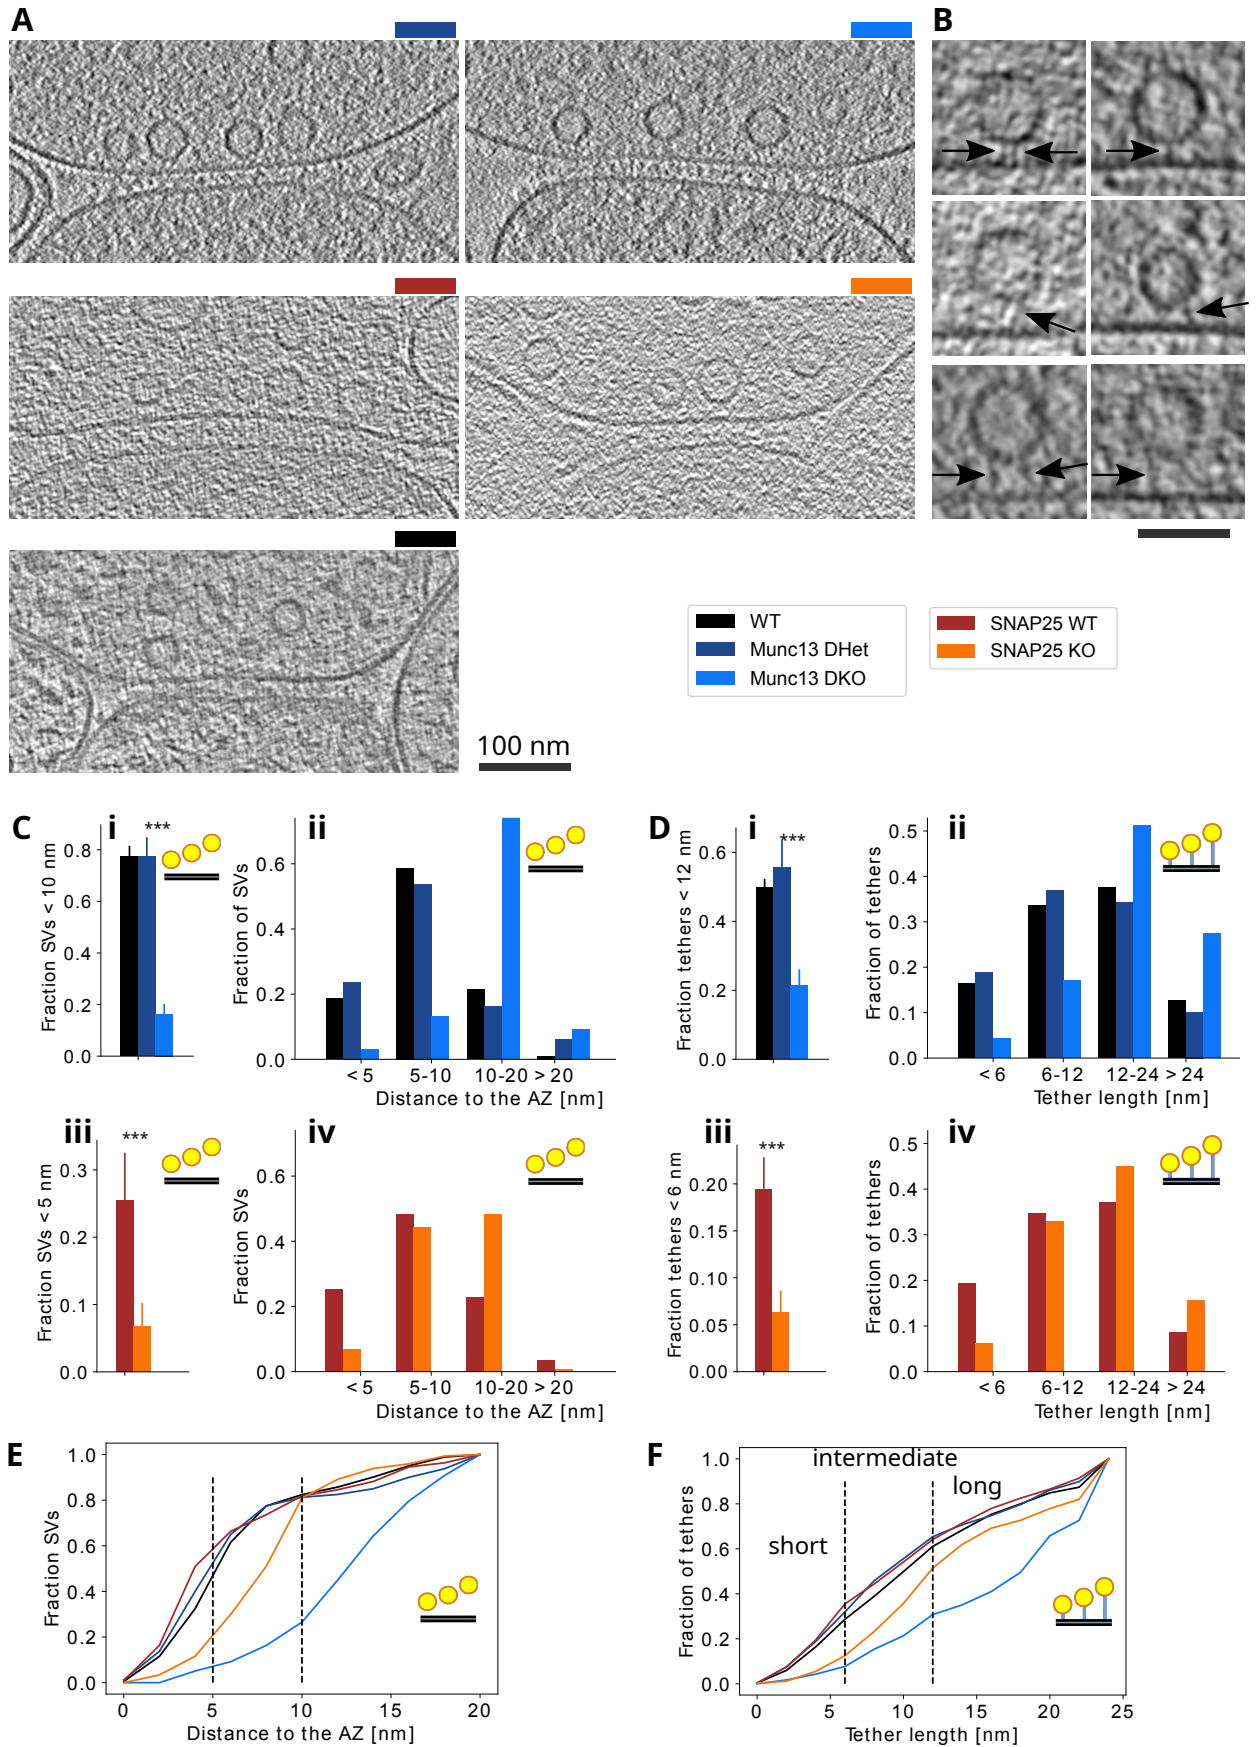 A
B
100 nm
WT
Munc13 DHet
Munc13 DKO
SNAP25 WT
SNAP25 KO
C
i
***
Fraction SVs < 10 nm
0.8
0.6
0.4
0.2
0.0
ii
Fraction of SVs
0.6
0.4
0.2
0.0
< 5 5-10 10-20 > 20
Distance to the AZ [nm]
D
i
***
Fraction tethers < 12 nm
0.6
0.4
0.2
0.0
ii
Fraction of tethers
0.5
0.4
0.3
0.2
0.1
0.0
< 6 6-12 12-24 > 24
Tether length [nm]
iii
***
Fraction SVs < 5 nm
0.3
0.2
0.1
0.0
iv
Fraction SVs
0.6
0.4
0.2
0.0
< 5 5-10 10-20 > 20
Distance to the AZ [nm]
iii
***
Fraction tethers < 6 nm
0.20
0.15
0.10
0.05
0.00
iv
Fraction of tethers
0.5
0.4
0.3
0.2
0.1
0.0
< 6 6-12 12-24 > 24
Tether length [nm]
E
Fraction SVs
1.0
0.8
0.6
0.4
0.2
0.0
0 5 10 15 20
Distance to the AZ [nm]
F
intermediate
long
short
Fraction of tethers
1.0
0.8
0.6
0.4
0.2
0.0
0 5 10 15 20 25
Tether length [nm]